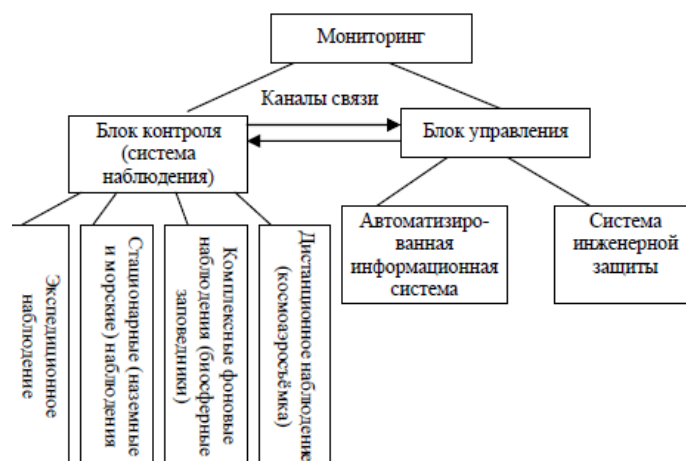 Мониторинг
Каналы связи
Блок контроля
(система
наблюдения)
Блок управления
Автоматизиро-
ванная
информационная
система
Система
инженерной
защиты
Экспедиционное
наблюдение
Стационарные (наземные
и морские) наблюдения
Комплексные фоновые
наблюдения (биосферные
заповедники)
Дистанционное наблюдение
(космоаэросъёмка)